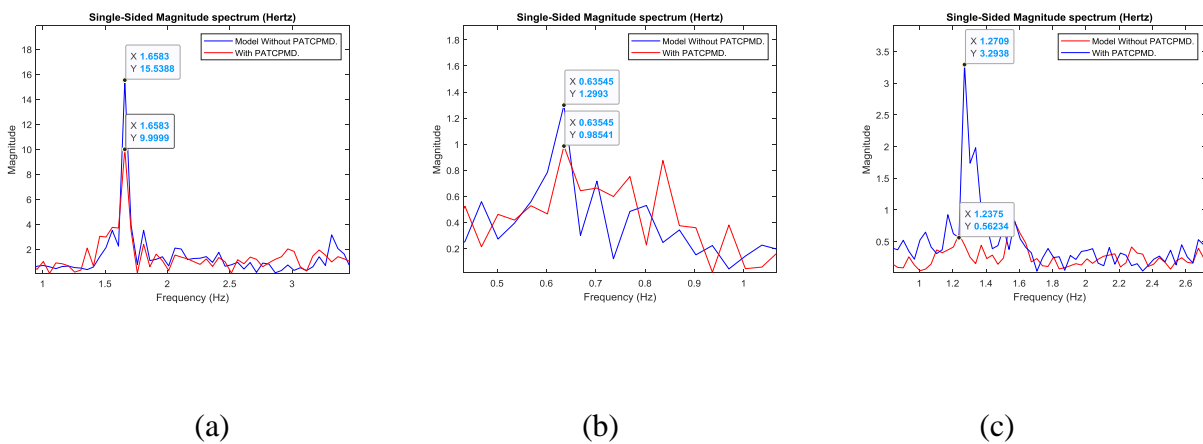 Single-Sided Magnitude spectrum (Hertz)
Model Without PATCPMD.
With PATCPMD.
X 1.6583
Y 15.5388
X 1.6583
Y 9.9999
18
16
14
12
10
8
6
4
2
Magnitude
1
1.5
2
2.5
3
Frequency (Hz)
(a)
Single-Sided Magnitude spectrum (Hertz)
Model Without PATCPMD.
With PATCPMD.
X 0.63545
Y 1.2993
X 0.63545
Y 0.98541
1.8
1.6
1.4
1.2
1
0.8
0.6
0.4
0.2
Magnitude
0.5
0.6
0.7
0.8
0.9
1
Frequency (Hz)
(b)
Single-Sided Magnitude spectrum (Hertz)
Model Without PATCPMD.
With PATCPMD.
X 1.2709
Y 3.2938
X 1.2375
Y 0.56234
3.5
3
2.5
2
1.5
1
0.5
Magnitude
1
1.2
1.4
1.6
1.8
2
2.2
2.4
2.6
Frequency (Hz)
(c)